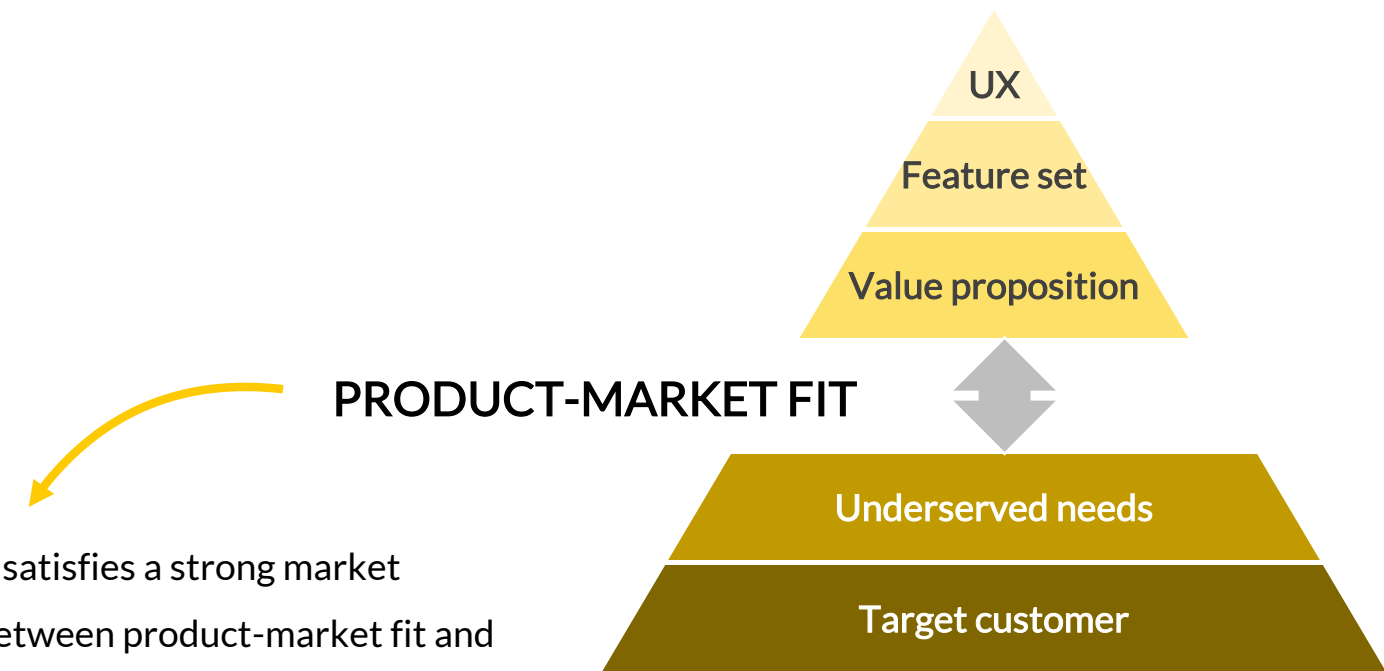 UX
Feature set
Value proposition
PRODUCT-MARKET FIT
Underserved needs
satisfies a strong market
Target customer
product-market fit and